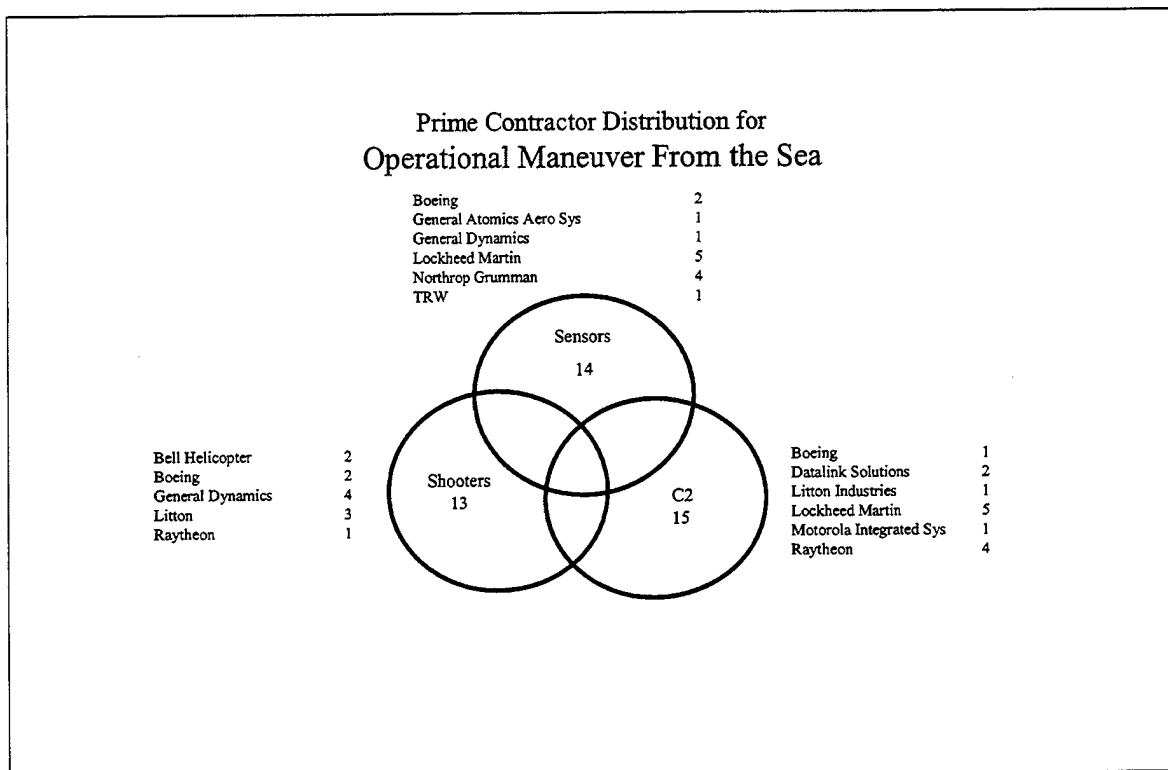 Prime Contractor Distribution for
Operational Maneuver From the Sea
Boeing 2
General Atomics Aero Sys 1
General Dynamics 1
Lockheed Martin 5
Northrop Grumman 4
TRW 1
Sensors
14
Bell Helicopter 2
Boeing 2
General Dynamics 4
Litton 3
Raytheon 1
Shooters
13
C2
15
Boeing 1
Datalink Solutions 2
Litton Industries 1
Lockheed Martin 5
Motorola Integrated Sys 1
Raytheon 4